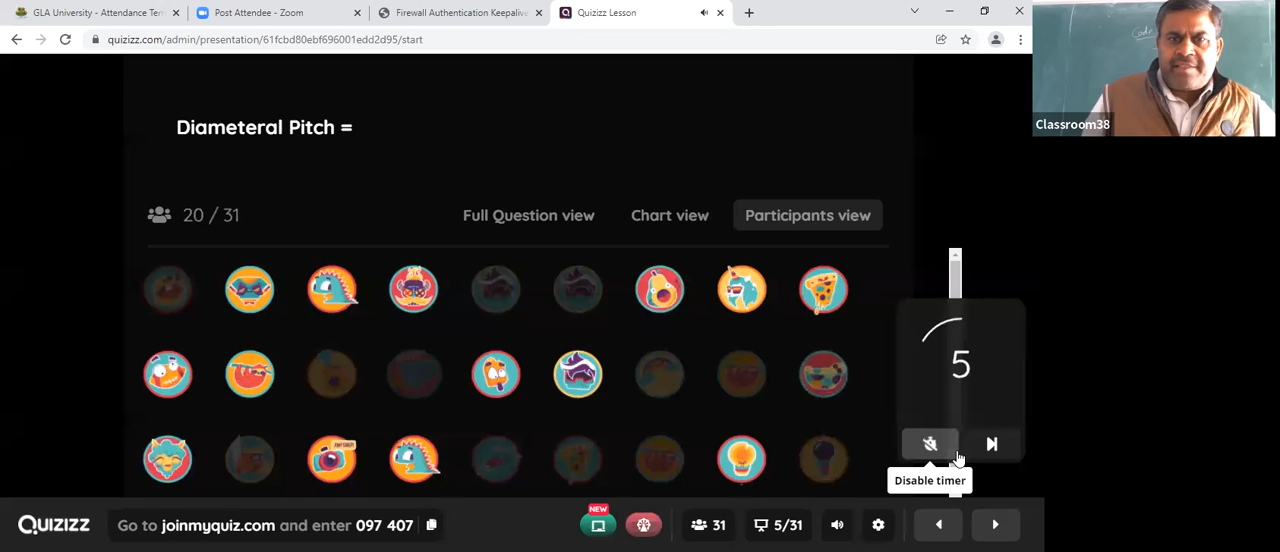 GLA University - Attendance Ter
Post Attendee - Zoom
Firewall Authentication Keepalive
Quizizz Lesson
quizizz.com/admin/presentation/61fcbd80ebf696001edd2d95/start
Classroom38
Diameteral Pitch =
20 / 31
Full Question view
Chart view
Participants view
5
Disable timer
QUIZIZZ
Go to joinmyquiz.com and enter 097 407
NEW
31
5/31